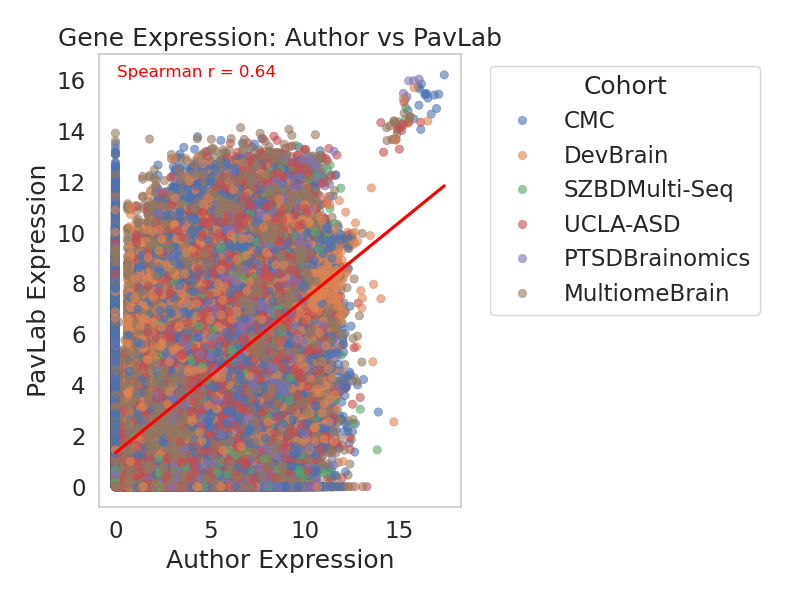 Gene Expression: Author vs PavLab
Spearman r = 0.64
PavLab Expression
16
14
12
10
8
6
4
2
0
0 5 10 15
Author Expression
Cohort
CMC
DevBrain
SZBDMulti-Seq
UCLA-ASD
PTSDBrainomics
MultiomeBrain